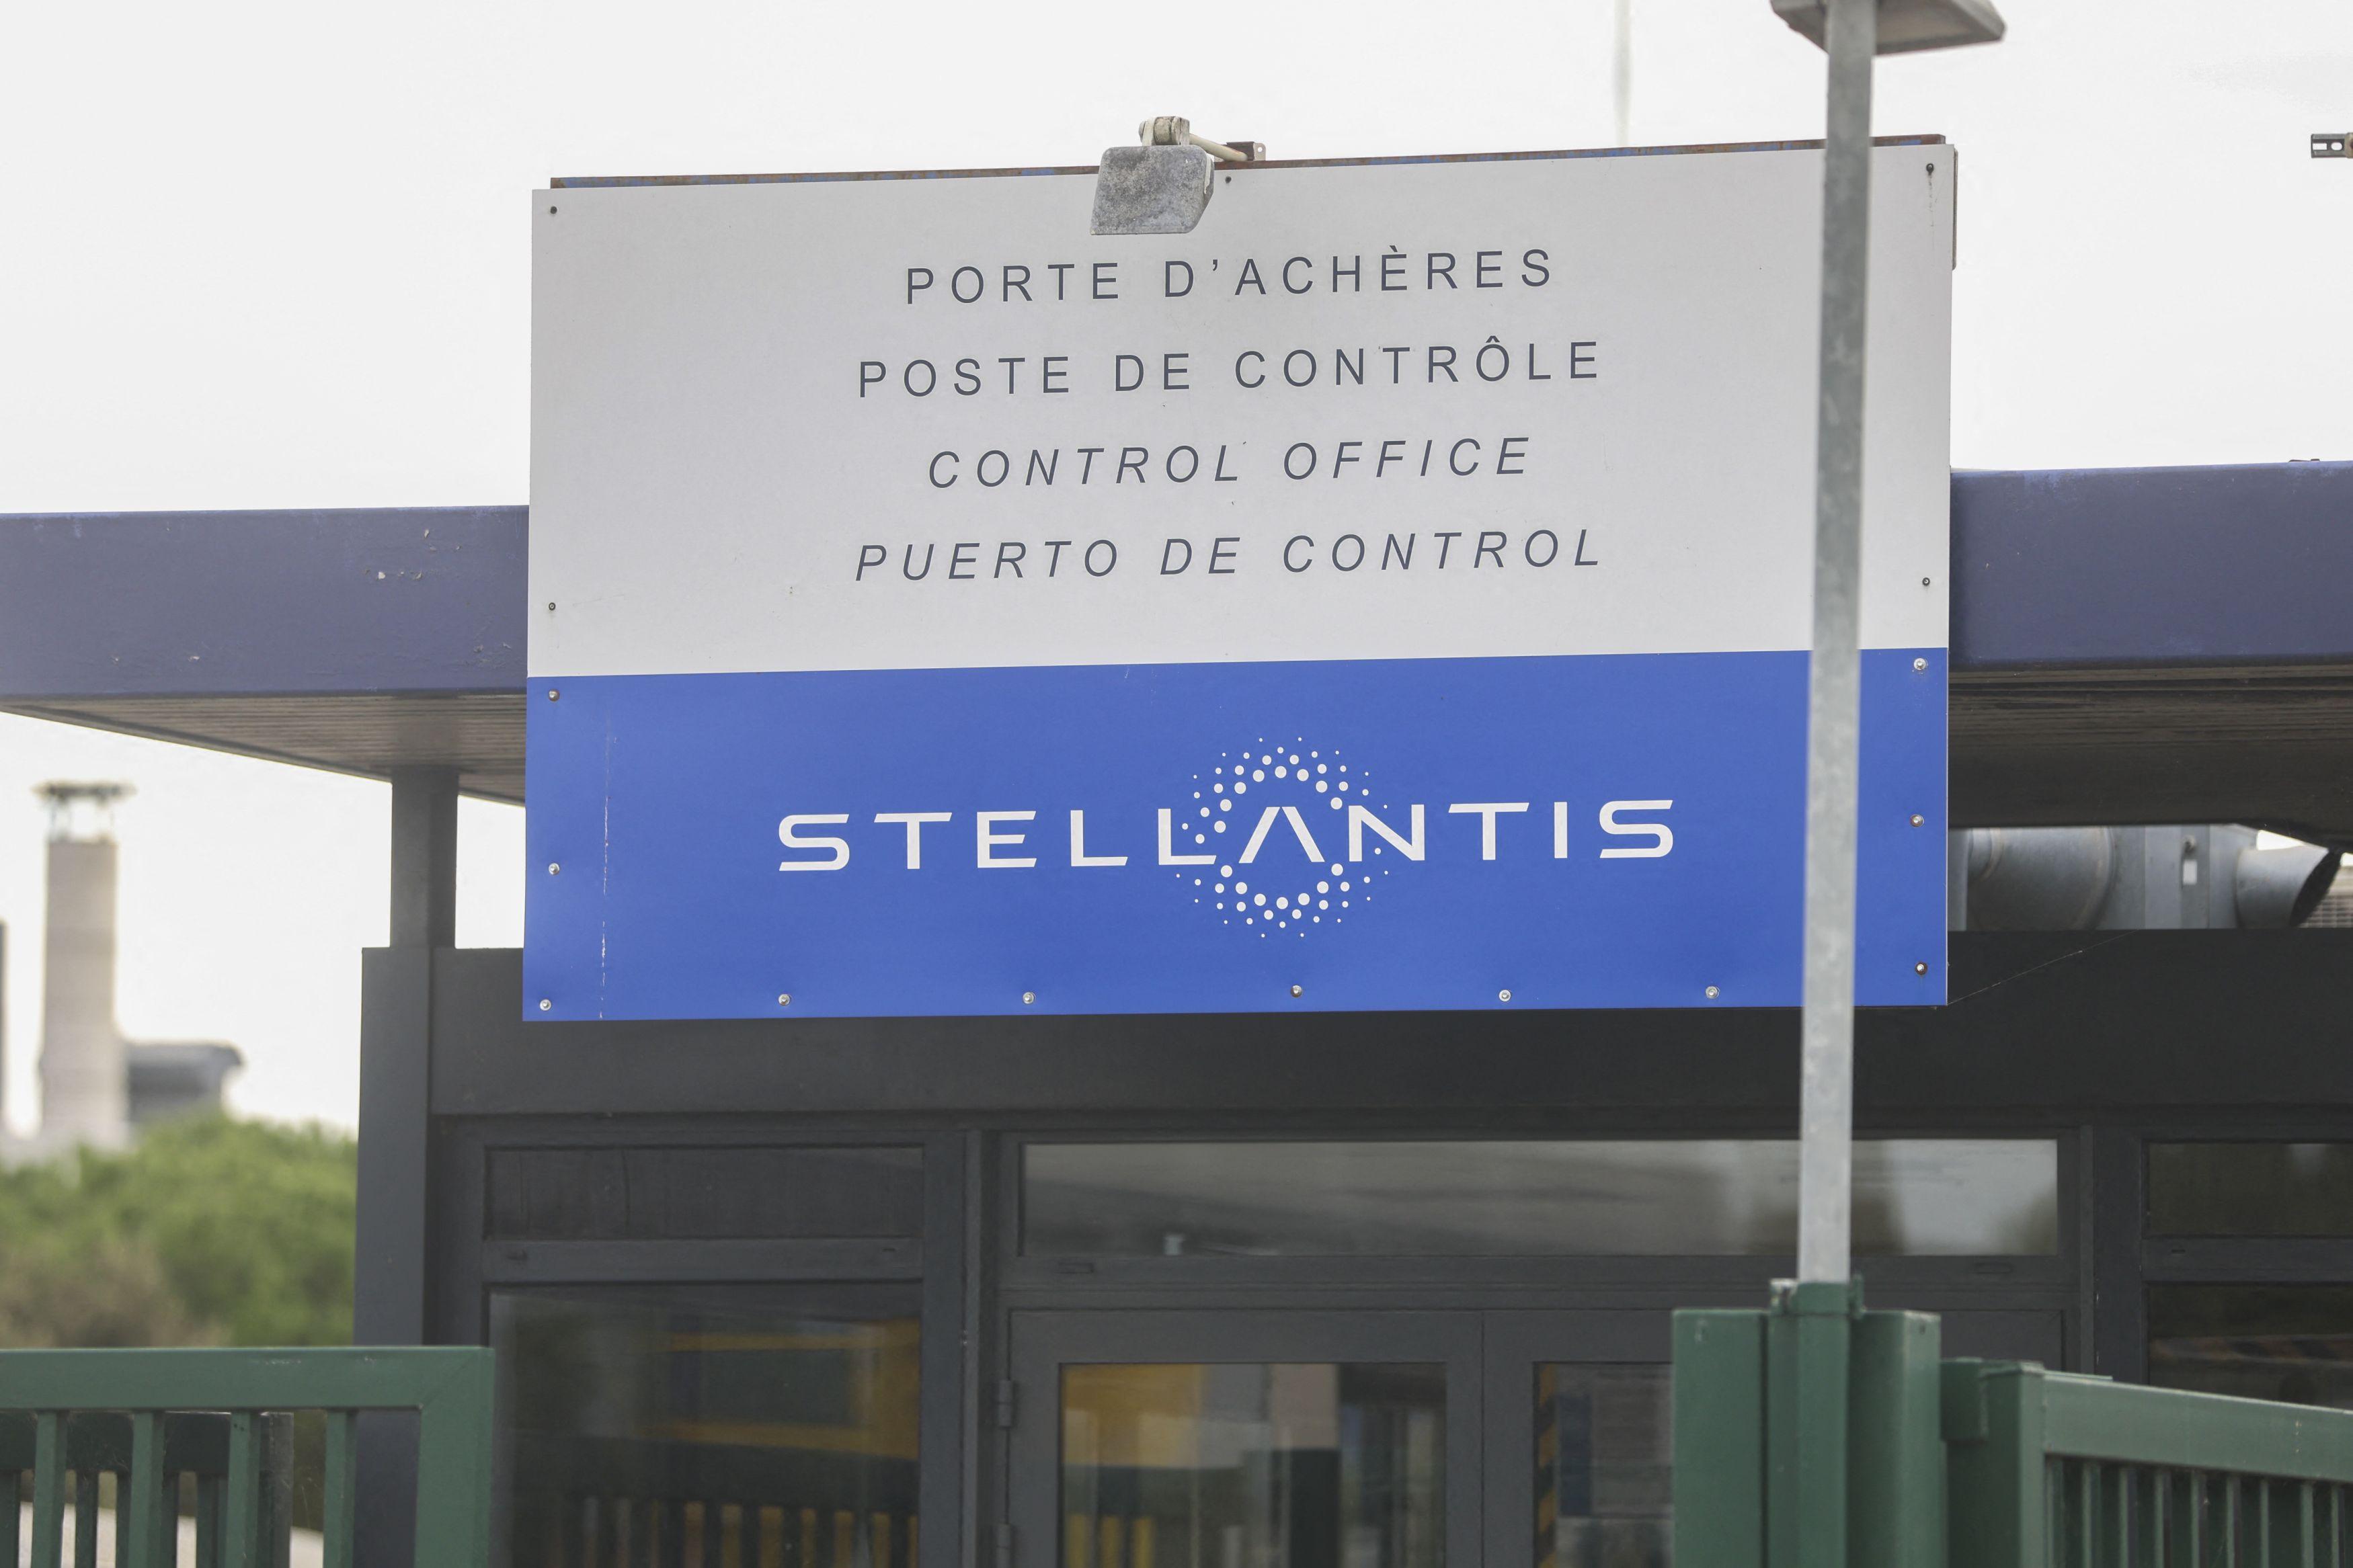 PORTE D'ACHÈRES
POSTE DE CONTRÔLE
CONTROL OFFICE
PUERTO DE CONTROL
STELLANTIS